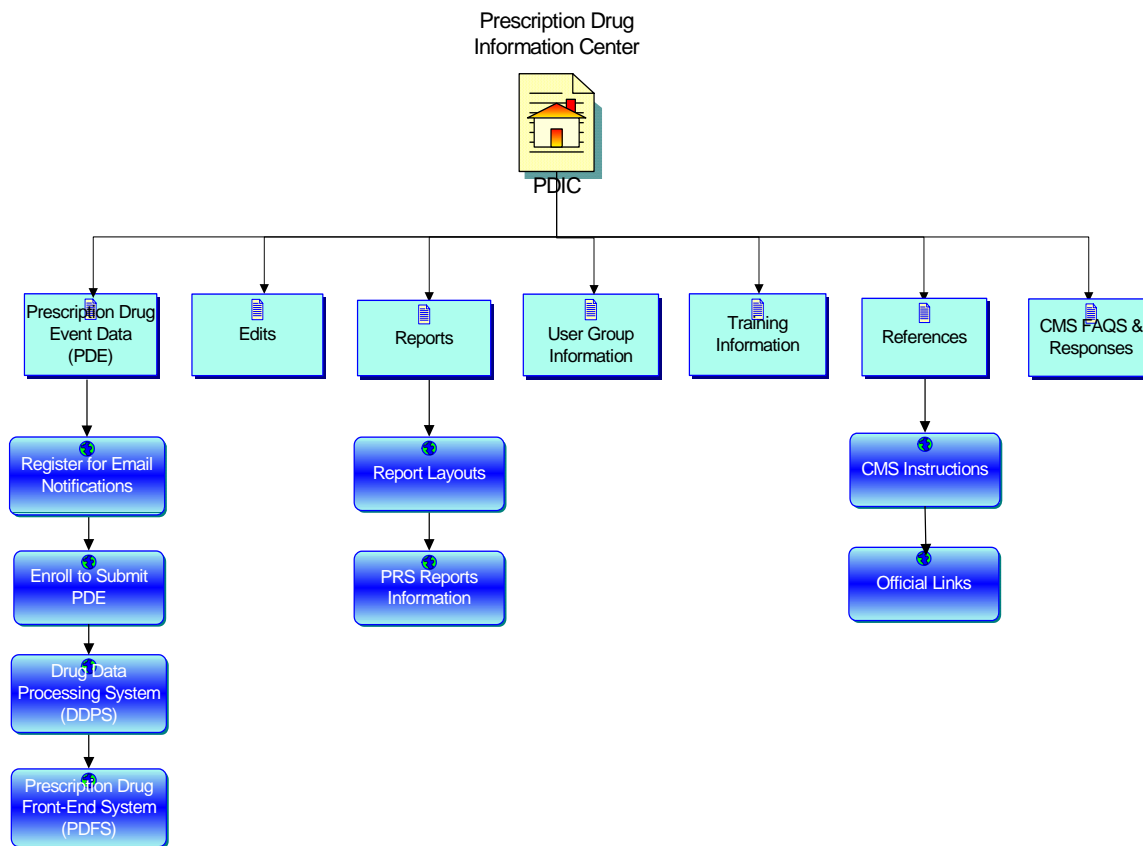 Prescription Drug
Information Center
PDIC
Prescription Drug
Event Data
(PDE)
Edits
Reports
User Group
Information
Training
Information
References
CMS FAQS &
Responses
Register for Email
Notifications
Enroll to Submit
PDE
Drug Data
Processing System
(DDPS)
Prescription Drug
Front-End System
(PDFS)
Report Layouts
PRS Reports
Information
CMS Instructions
Official Links